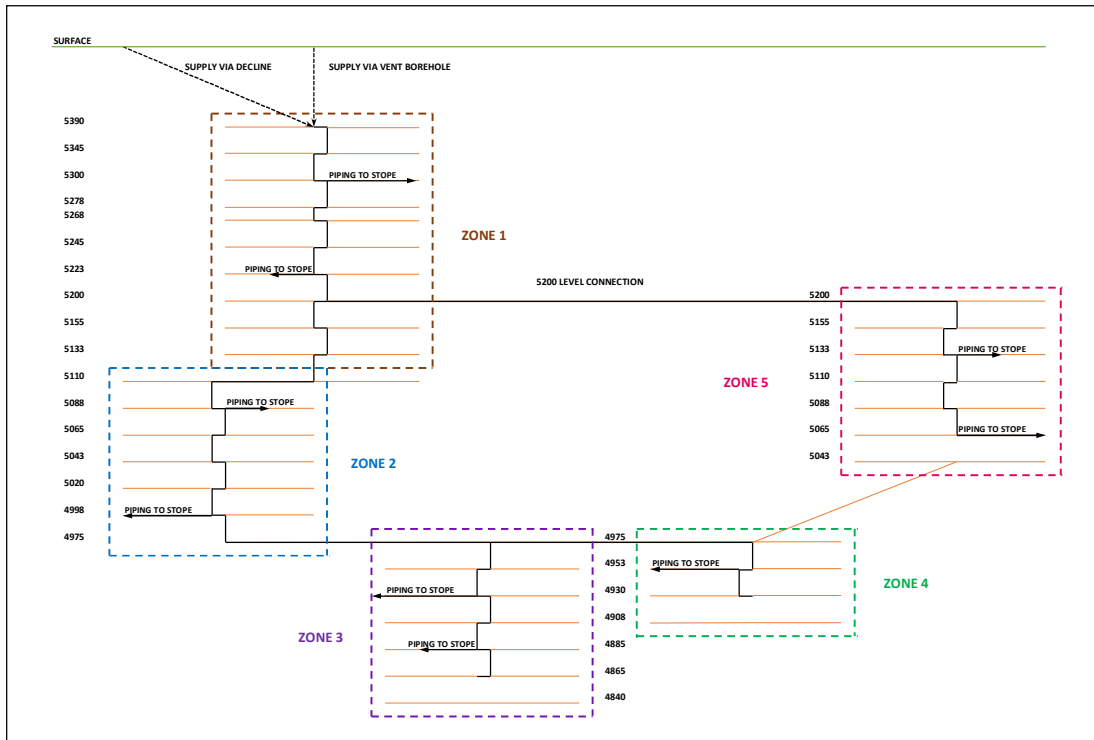 SURFACE
SUPPLY VIA DECLINE
SUPPLY VIA VENT BOREHOLE
5390
5345
5300
PIPING TO STOPE
5278
5268
ZONE 1
5245
5223
PIPING TO STOPE
5200 LEVEL CONNECTION
5200
5200
5155
5155
5133
5133
PIPING TO STOPE
5110
5110
ZONE 5
5088
PIPING TO STOPE
5088
5065
5065
PIPING TO STOPE
5043
ZONE 2
5043
5020
4998
PIPING TO STOPE
4975
4975
4953
PIPING TO STOPE
ZONE 4
4930
PIPING TO STOPE
4908
ZONE 3
PIPING TO STOPE
4885
4865
4840